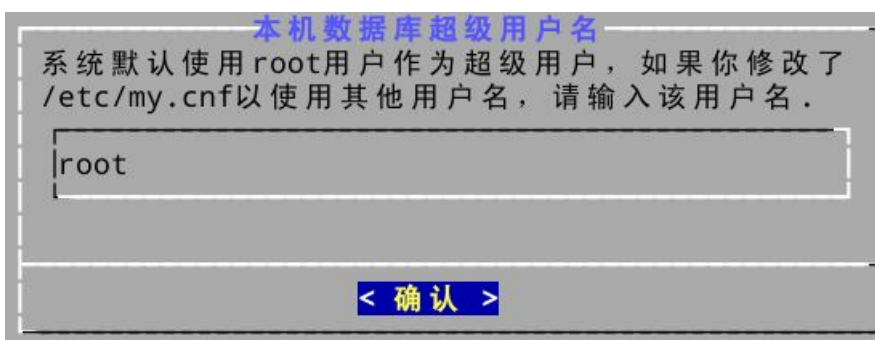 本机数据库超级用户名
系统默认使用root用户作为超级用户，如果你修改了
/etc/my.cnf以使用其他用户名，请输入该用户名.
root
< 确认 >